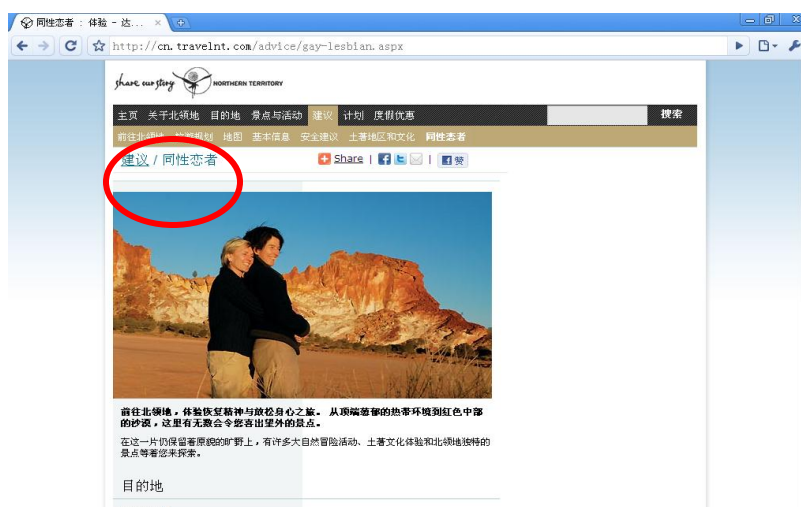 同性恋者 : 体验 - 达...
http://cn.travelnt.com/advice/gay-lesbian.aspx
share our story NORTHERN TERRITORY
主页 关于北领地 目的地 景点与活动 建议 计划 度假优惠 搜索
前往北领地 旅游规划 地图 基本信息 安全建议 土著地区和文化 同性恋者
建议 / 同性恋者
Share | | 赞
前往北领地，体验恢复精神与放松身心之旅。 从顶端葱郁的热带环境到红色中部
的沙漠，这里有无数会令您喜出望外的景点。
在这一片仍保留着原貌的旷野上，有许多大自然冒险活动、土著文化体验和北领地独特的
景点等着您来探索。
目的地